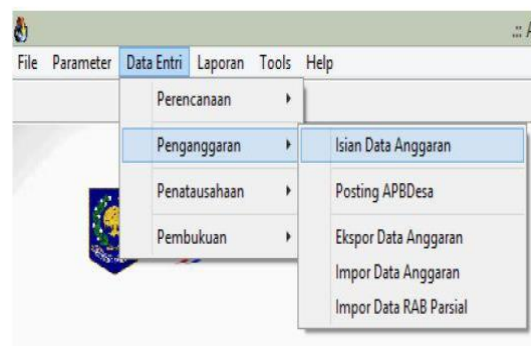 .:: A
File Parameter Data Entri Laporan Tools Help
Perencanaan
Penganggaran
Isian Data Anggaran
Penatausahaan
Posting APBDesa
Pembukuan
Ekspor Data Anggaran
Impor Data Anggaran
Impor Data RAB Parsial